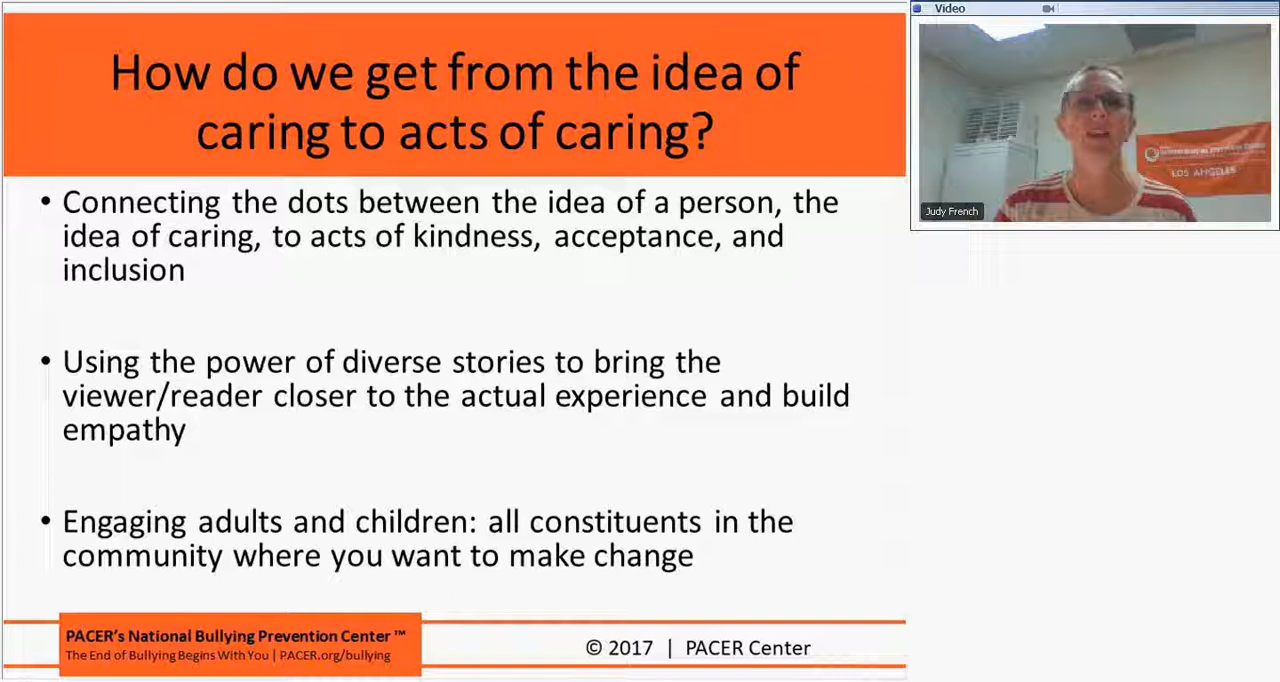 How do we get from the idea of
caring to acts of caring?
• Connecting the dots between the idea of a person, the
idea of caring, to acts of kindness, acceptance, and
inclusion
• Using the power of diverse stories to bring the
viewer/reader closer to the actual experience and build
empathy
• Engaging adults and children: all constituents in the
community where you want to make change
PACER's National Bullying Prevention Center ™
The End of Bullying Begins With You | PACER.org/bullying
© 2017 | PACER Center
Video
LOS ANGELES
Judy French